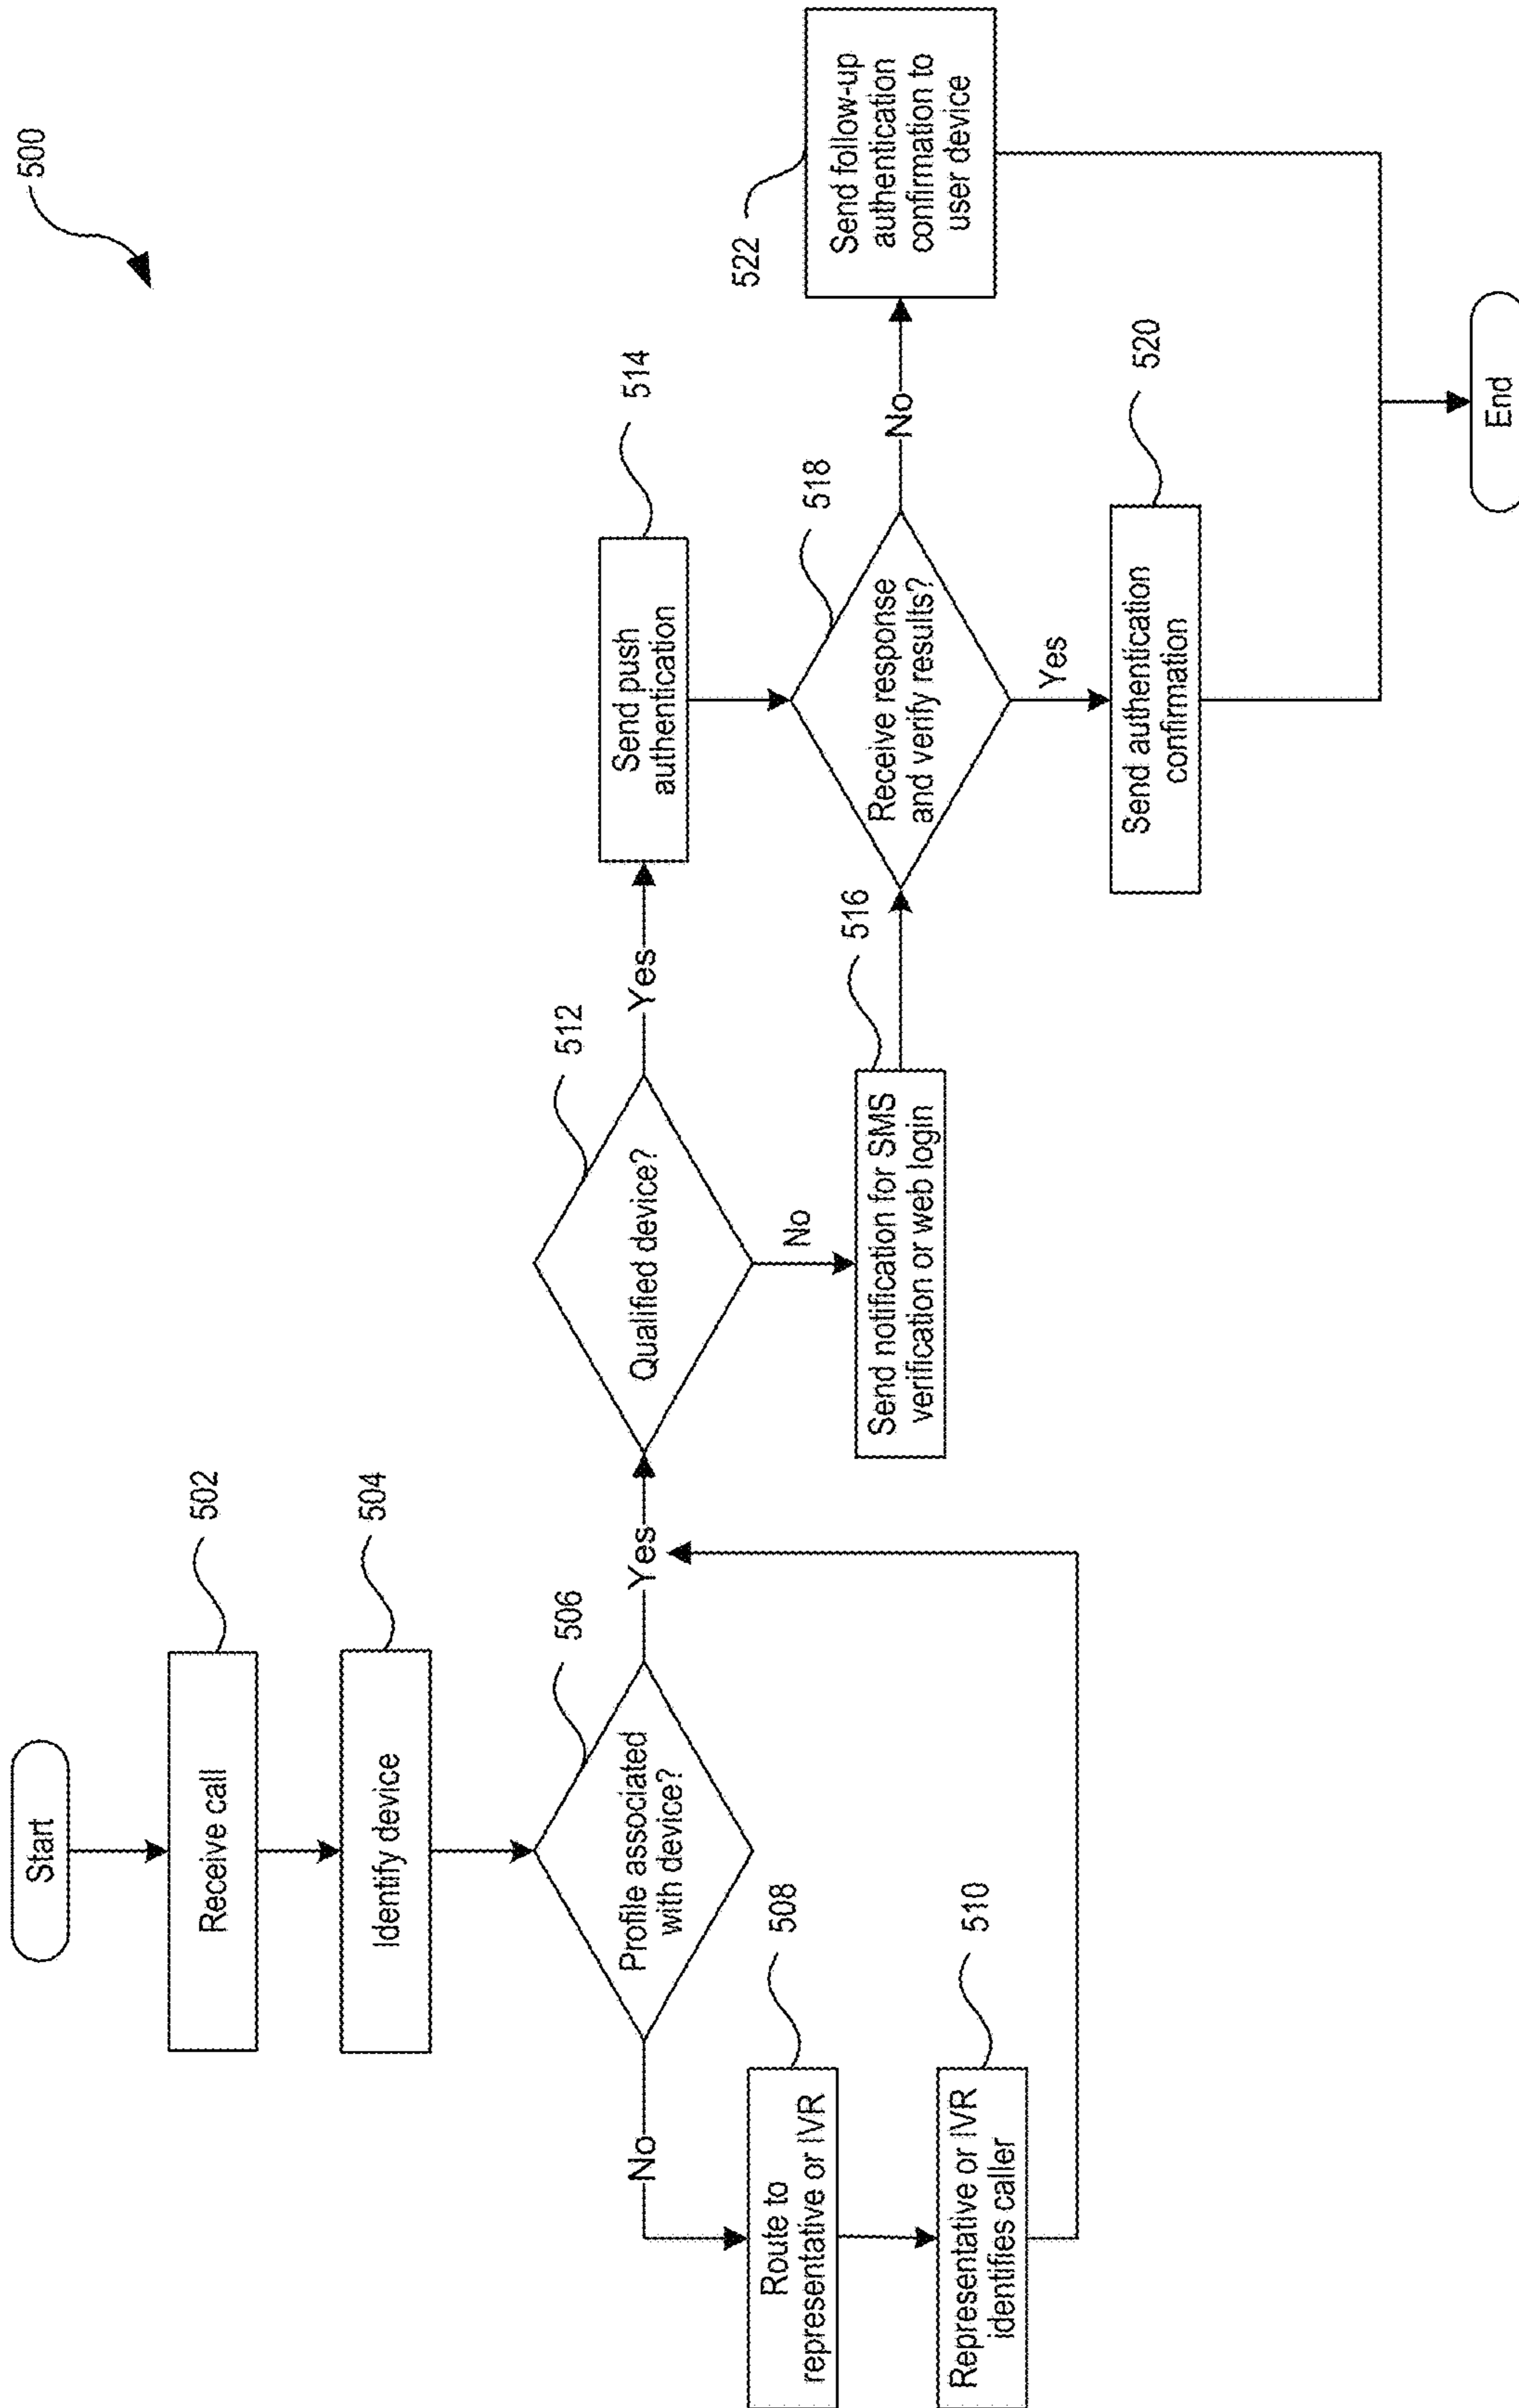 500
Start
Receive call
502
Identify device
504
Profile associated
with device?
506
No
Yes
Route to
representative or IVR
508
Representative or IVR
identifies caller
510
Qualified device?
512
Yes
No
Send push
authentication
514
Send notification for SMS
verification or web login
516
Receive response
and verify results?
518
No
Yes
Send authentication
confirmation
520
Send follow-up
authentication
confirmation to
user device
522
End